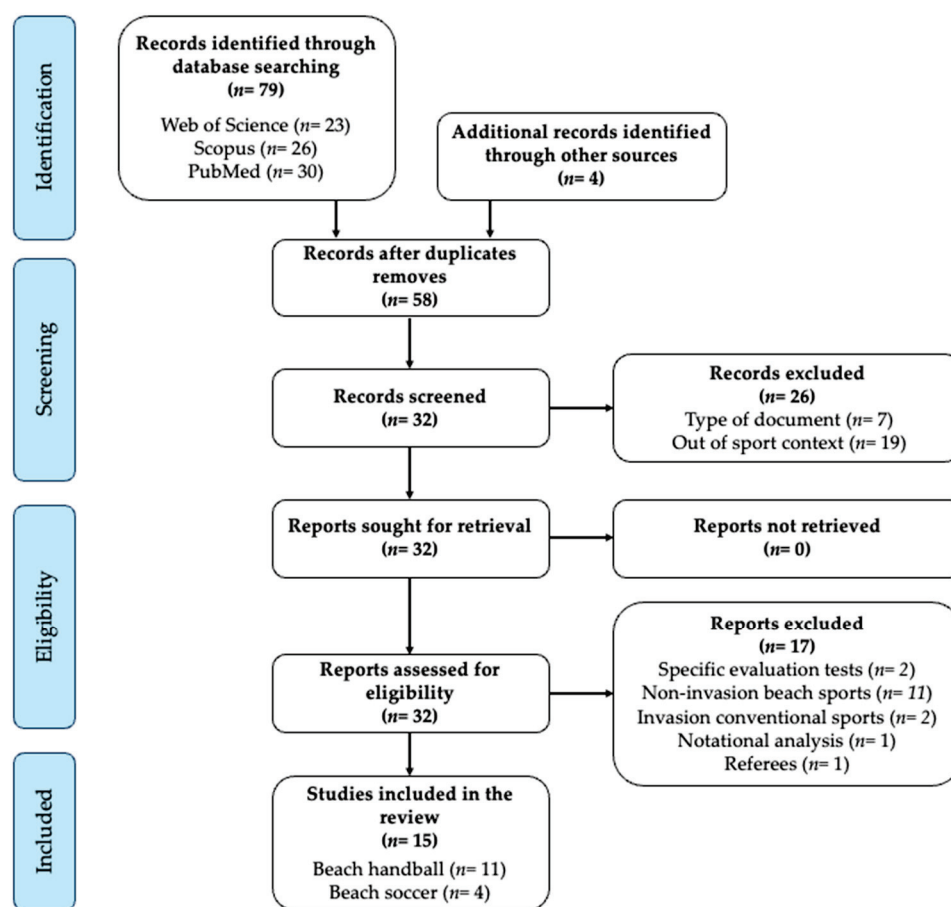 Identification
Records identified through
database searching
(n= 79)
Web of Science (n= 23)
Scopus (n= 26)
PubMed (n= 30)
Additional records identified
through other sources
(n= 4)
Screening
Records after duplicates
removes
(n= 58)
Records screened
(n= 32)
Records excluded
(n= 26)
Type of document (n= 7)
Out of sport context (n= 19)
Eligibility
Reports sought for retrieval
(n= 32)
Reports not retrieved
(n= 0)
Reports assessed for
eligibility
(n= 32)
Reports excluded
(n= 17)
Specific evaluation tests (n= 2)
Non-invasion beach sports (n= 11)
Invasion conventional sports (n= 2)
Notational analysis (n= 1)
Referees (n= 1)
Included
Studies included in the
review
(n= 15)
Beach handball (n= 11)
Beach soccer (n= 4)